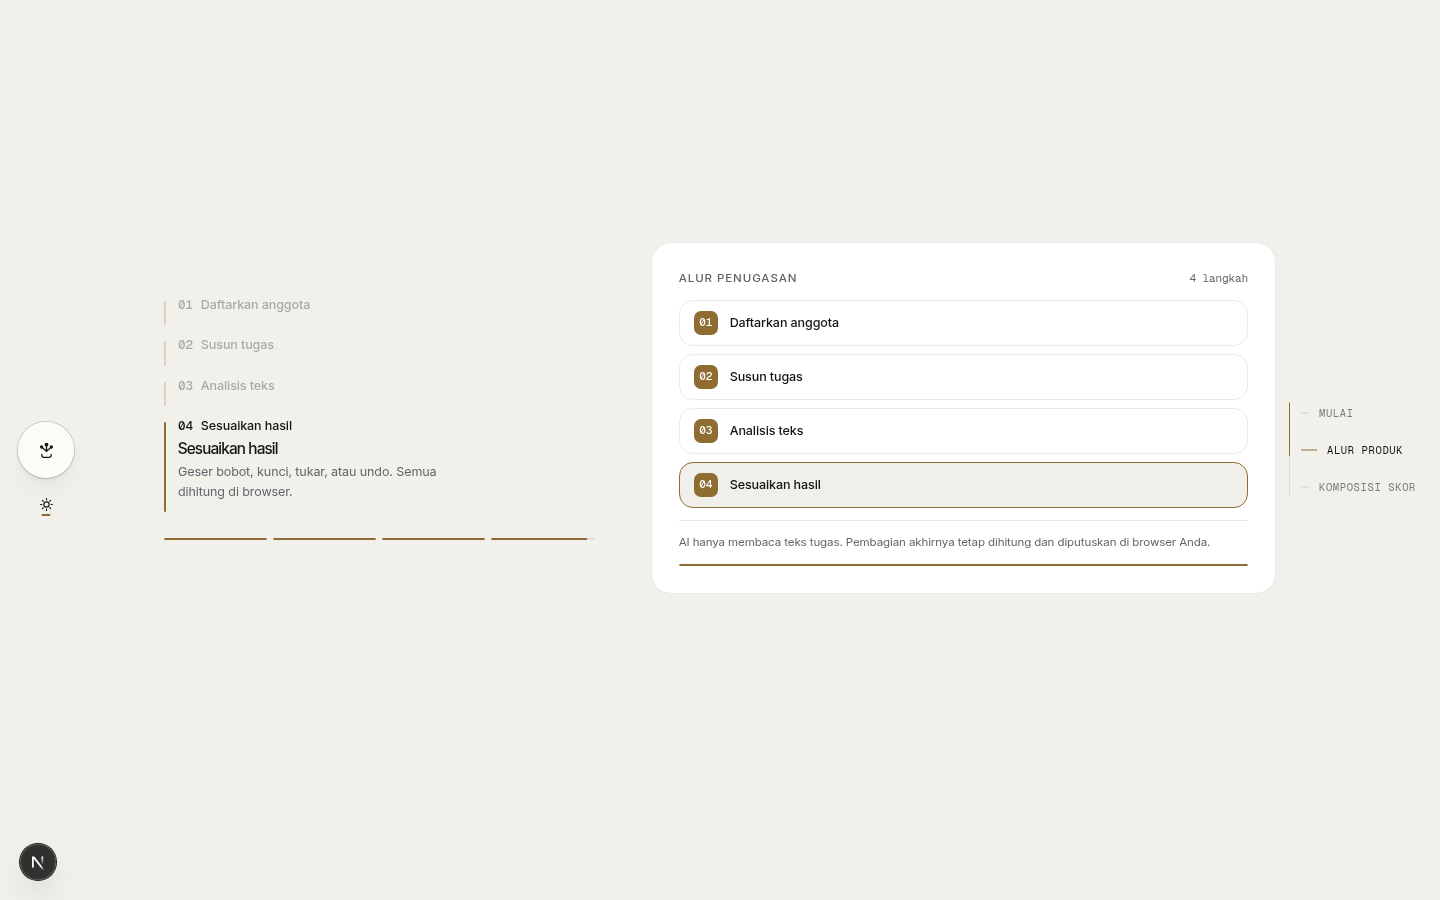 01 Daftarkan anggota
02 Susun tugas
03 Analisis teks
04 Sesuaikan hasil
Sesuaikan hasil
Geser bobot, kunci, tukar, atau undo. Semua
dihitung di browser.
ALUR PENUGASAN
4 langkah
01 Daftarkan anggota
02 Susun tugas
03 Analisis teks
04 Sesuaikan hasil
AI hanya membaca teks tugas. Pembagian akhirnya tetap dihitung dan diputuskan di browser Anda.
MULAI
ALUR PRODUK
KOMPOSISI SKOR
N